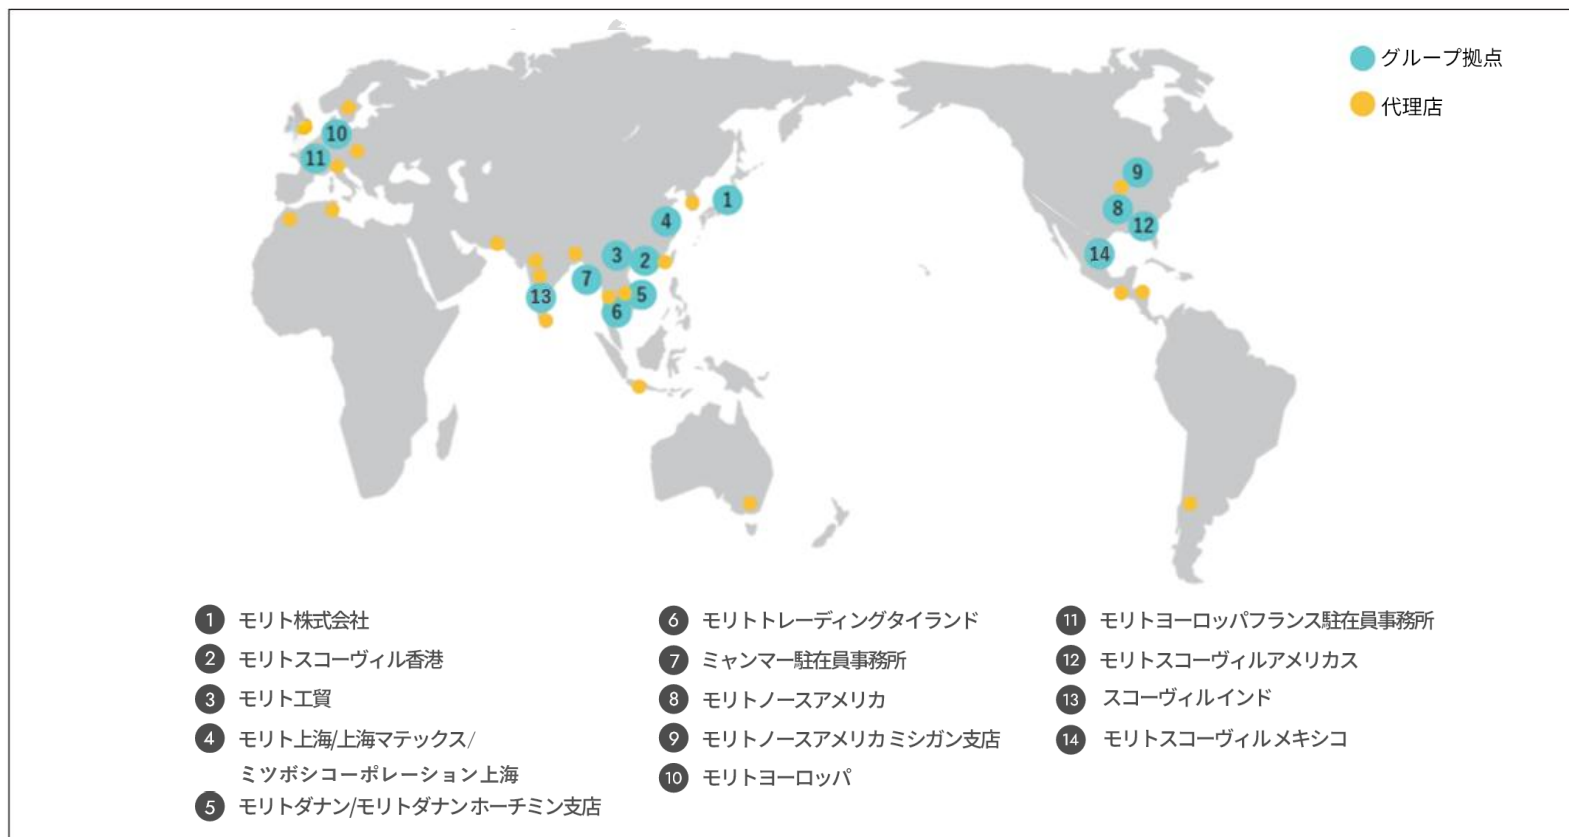 グループ拠点
代理店
10
11
9
1
8
4
12
3
2
14
7
13
5
6
1 モリト株式会社
2 モリトスコーヴィル香港
3 モリト工貿
4 モリト上海/上海マテックス/
ミツボシコーポレーション上海
5 モリトダナン/モリトダナン ホーチミン支店
6 モリトトレーディングタイランド
7 ミャンマー駐在員事務所
8 モリトノースアメリカ
9 モリトノースアメリカ ミシガン支店
10 モリトヨーロッパ
11 モリトヨーロッパフランス駐在員事務所
12 モリトスコーヴィルアメリカス
13 スコーヴィル インド
14 モリトスコーヴィル メキシコ